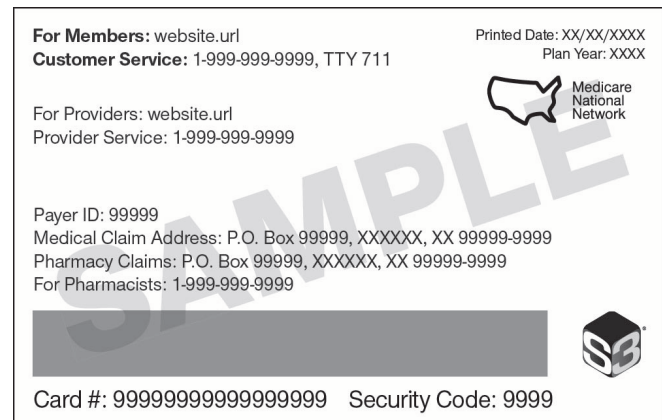 For Members: website.url
Customer Service: 1-999-999-9999, TTY 711
Printed Date: XX/XX/XXXX
Plan Year: XXXX
Medicare
National
Network
For Providers: website.url
Provider Service: 1-999-999-9999
SAMPLE
Payer ID: 99999
Medical Claim Address: P.O. Box 99999, XXXXXX, XX 99999-9999
Pharmacy Claims: P.O. Box 99999, XXXXXX, XX 99999-9999
For Pharmacists: 1-999-999-9999
S3
Card #: 99999999999999999 Security Code: 9999